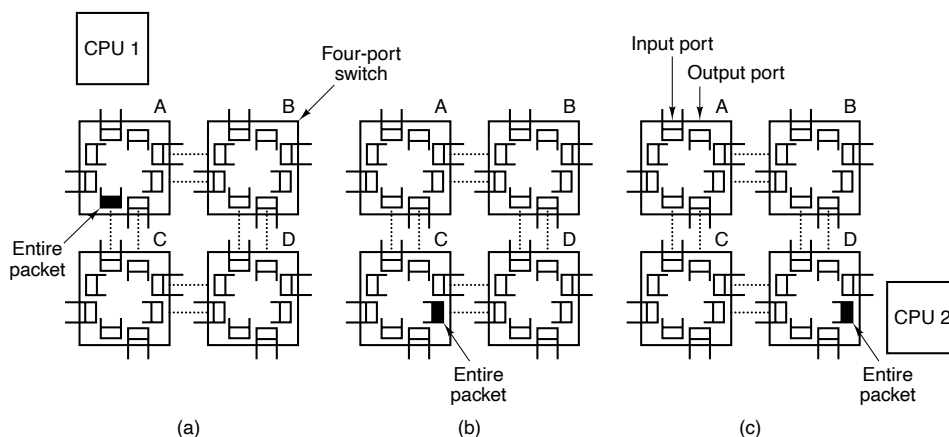 CPU 1
Four-port
switch
A
B
C
D
Entire
packet
(a)
A
B
C
D
Entire
packet
(b)
Input port
Output port
A
B
C
D
CPU 2
Entire
packet
(c)